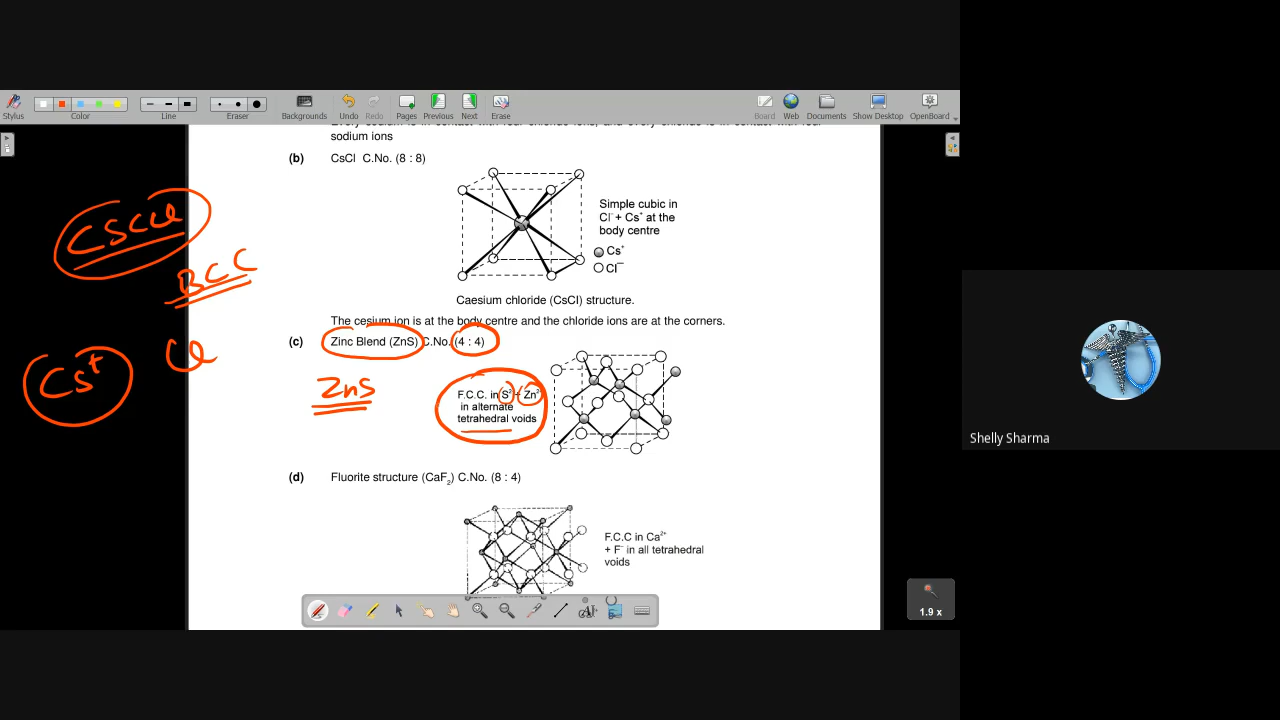 Stylus
Color
Line
Eraser
Backgrounds
Undo
Redo
Pages
Previous
Next
Erase
Board
Web
Documents
Show Desktop
OpenBoard
sodium ions
(b) CsCl C.No. (8 : 8)
Simple cubic in
Cl⁻ + Cs⁺ at the
body centre
Cs⁺
Cl⁻
Caesium chloride (CsCl) structure.
The cesium ion is at the body centre and the chloride ions are at the corners.
(c) Zinc Blend (ZnS) C.No. (4 : 4)
F.C.C. in S²⁻ + Zn²⁺
in alternate
tetrahedral voids
(d) Fluorite structure (CaF₂) C.No. (8 : 4)
F.C.C in Ca²⁺
+ F⁻ in all tetrahedral
voids
CsCl
BCC
Cs⁺
Cl
ZnS
Shelly Sharma
1.9 x